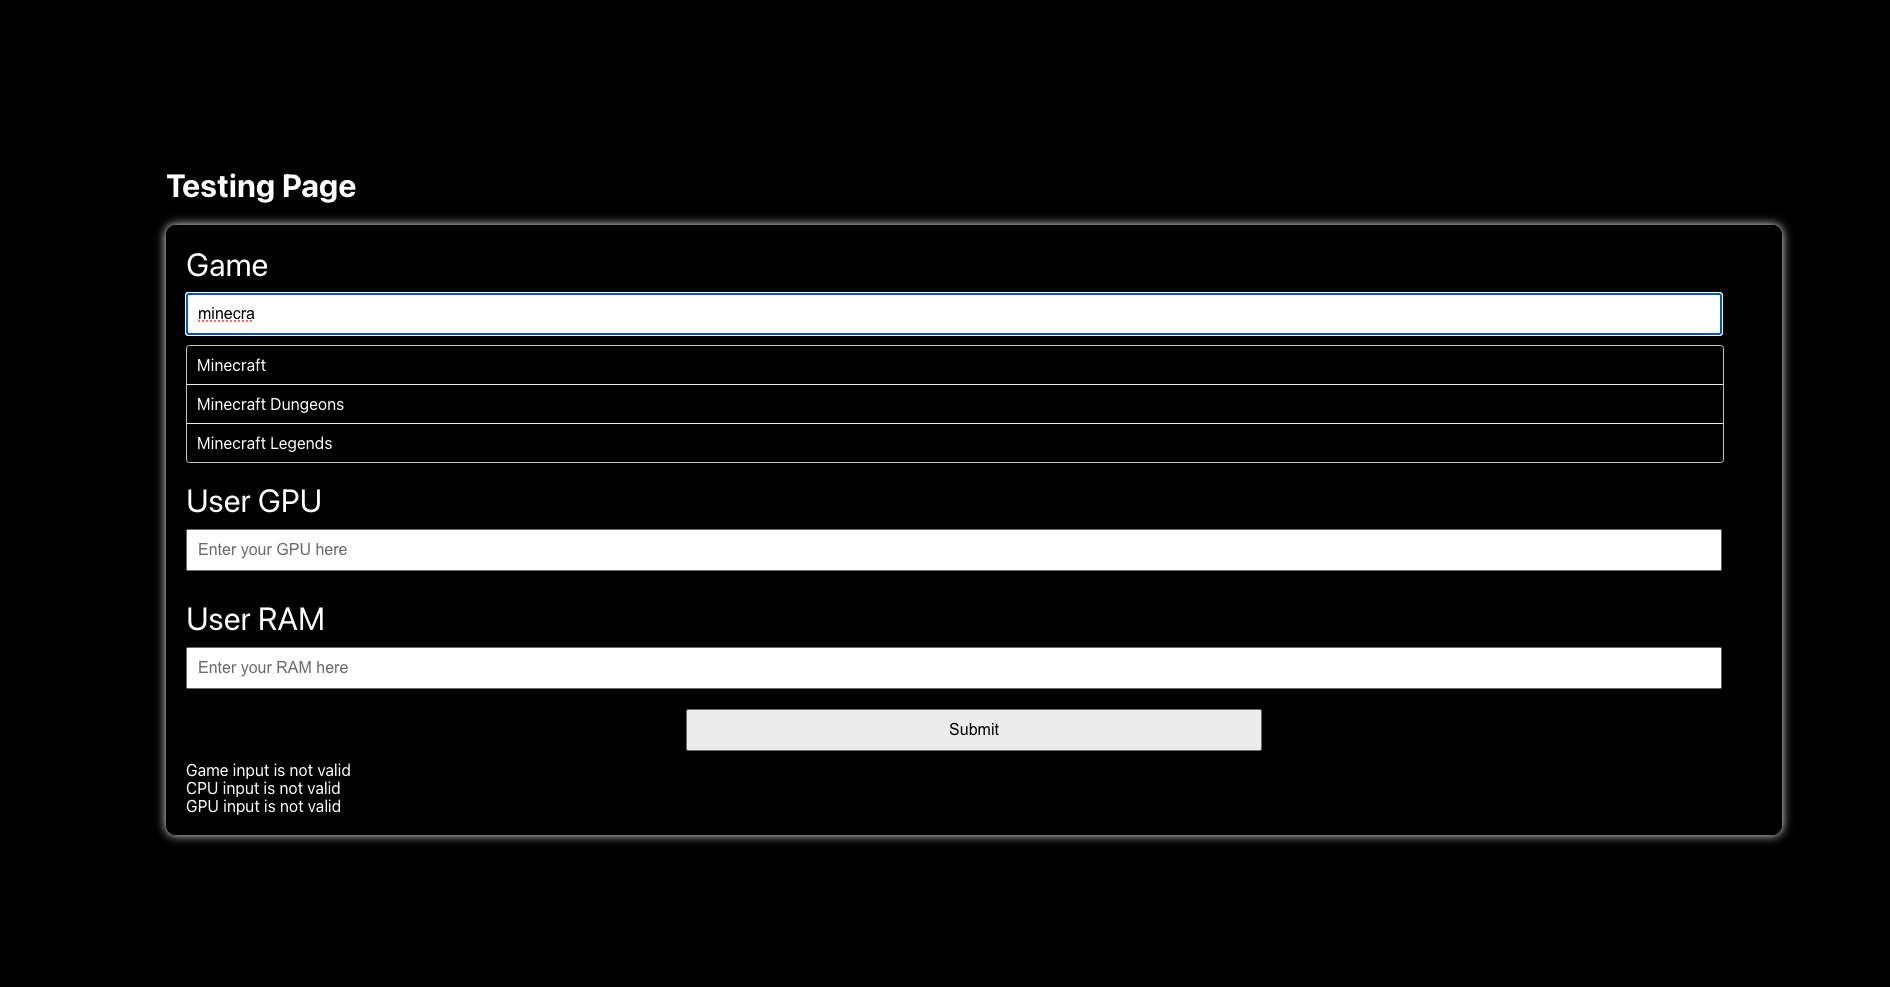 Testing Page
Game
minecra
Minecraft
Minecraft Dungeons
Minecraft Legends
User GPU
Enter your GPU here
User RAM
Enter your RAM here
Submit
Game input is not valid
CPU input is not valid
GPU input is not valid